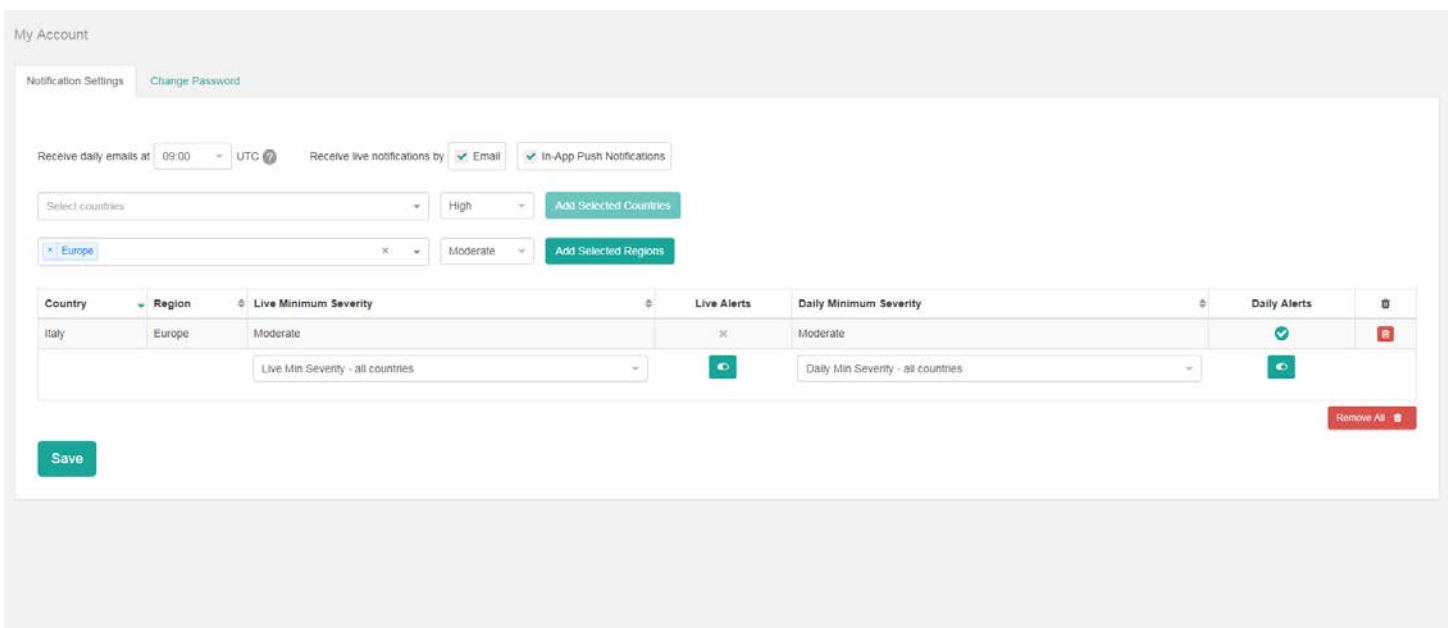 My Account
Notification Settings Change Password
Receive daily emails at 09:00 UTC ? Receive live notifications by Email In-App Push Notifications
Select countries High Add Selected Countries
× Europe × Moderate Add Selected Regions
Country Region Live Minimum Severity Live Alerts Daily Minimum Severity Daily Alerts
Italy Europe Moderate Moderate
Live Min Severity - all countries Daily Min Severity - all countries
Remove All
Save